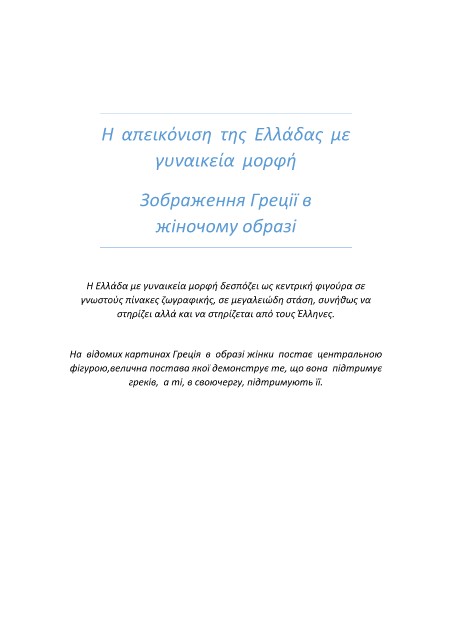 Η απεικόνιση της Ελλάδας με
γυναικεία μορφή
Зображення Греції в
жіночому образі
Η Ελλάδα με γυναικεία μορφή δεσπόζει ως κεντρική φιγούρα σε
γνωστούς πίνακες ζωγραφικής, σε μεγαλειώδη στάση, συνήθως να
στηρίζει αλλά και να στηρίζεται από τους Έλληνες.
На відомих картинах Греція в образі жінки постає центральною
фігурою,велична постава якої демонструє те, що вона підтримує
греків, а ті, в своючергу, підтримують її.